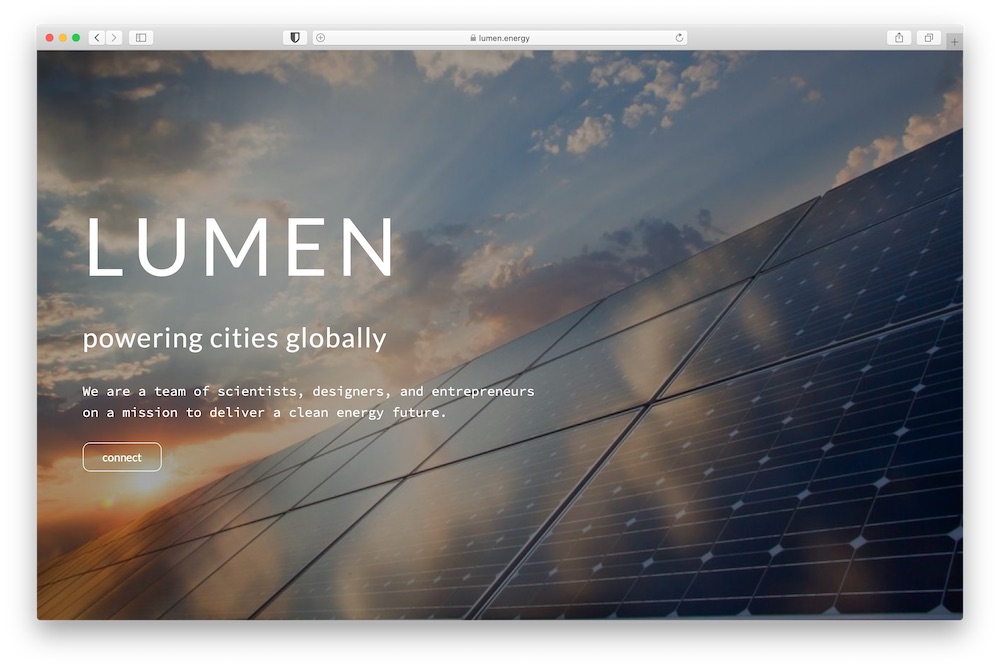 lumen.energy
LUMEN
powering cities globally
We are a team of scientists, designers, and entrepreneurs
on a mission to deliver a clean energy future.
connect